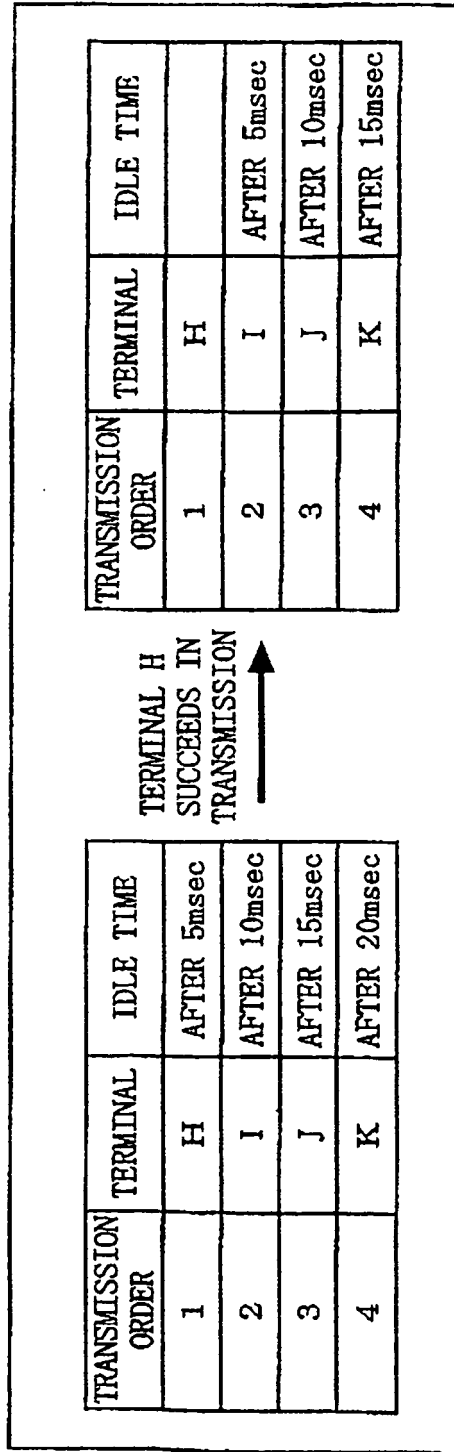 TRANSMISSION ORDER TERMINAL IDLE TIME
1 H AFTER 5msec
2 I AFTER 10msec
3 J AFTER 15msec
4 K AFTER 20msec
TERMINAL H
SUCCEEDS IN
TRANSMISSION
TRANSMISSION ORDER TERMINAL IDLE TIME
1 H
2 I AFTER 5msec
3 J AFTER 10msec
4 K AFTER 15msec